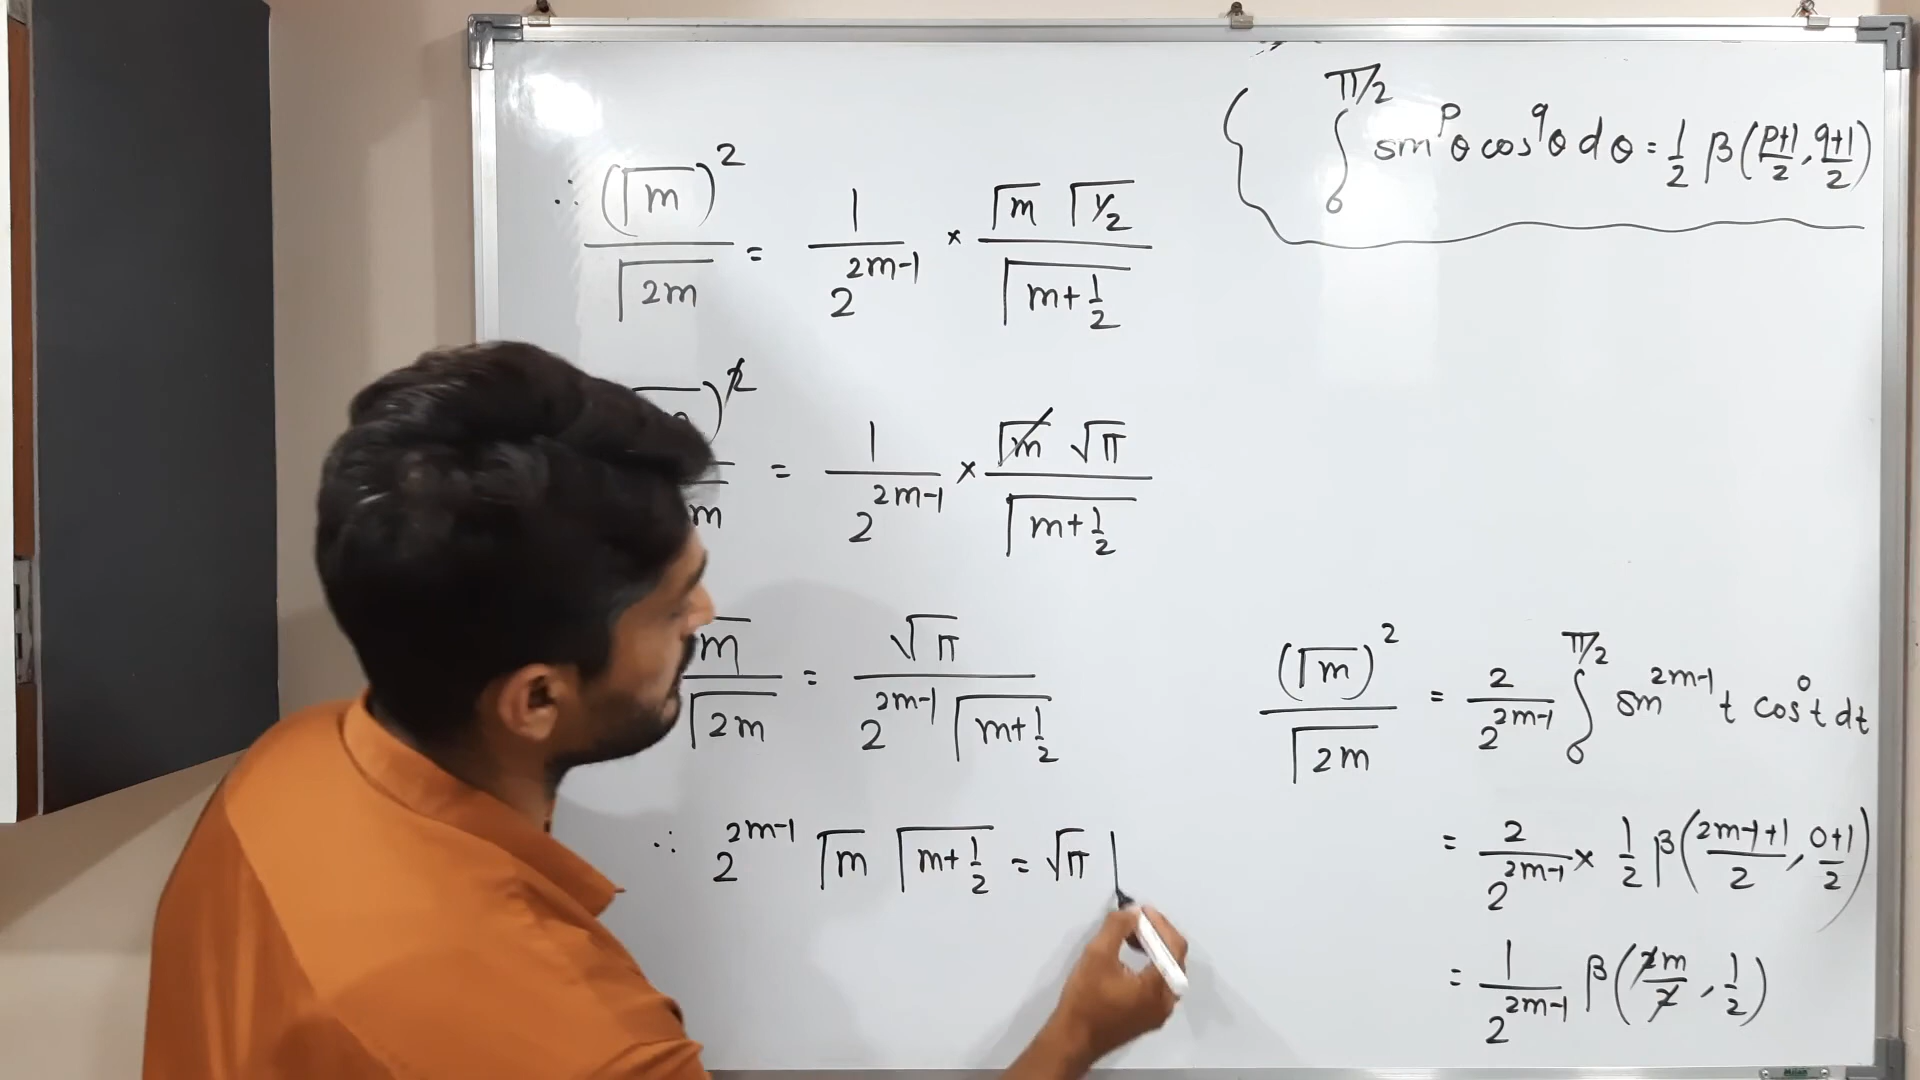 ∫₀^{π/2} sin^p θ cos^q θ dθ = 1/2 β((p+1)/2, (q+1)/2)
∴ (Γm)² / Γ2m = 1/2^{2m-1} × Γm Γ1/2 / Γ(m+1/2)
)² / m = 1/2^{2m-1} × Γm √π / Γ(m+1/2)
m / Γ2m = √π / 2^{2m-1} Γ(m+1/2)
∴ 2^{2m-1} Γm Γ(m+1/2) = √π
(Γm)² / Γ2m = 2/2^{2m-1} ∫₀^{π/2} sin^{2m-1} t cos⁰ t dt
= 2/2^{2m-1} × 1/2 β((2m-1+1)/2, (0+1)/2)
= 1/2^{2m-1} β(2m/2, 1/2)